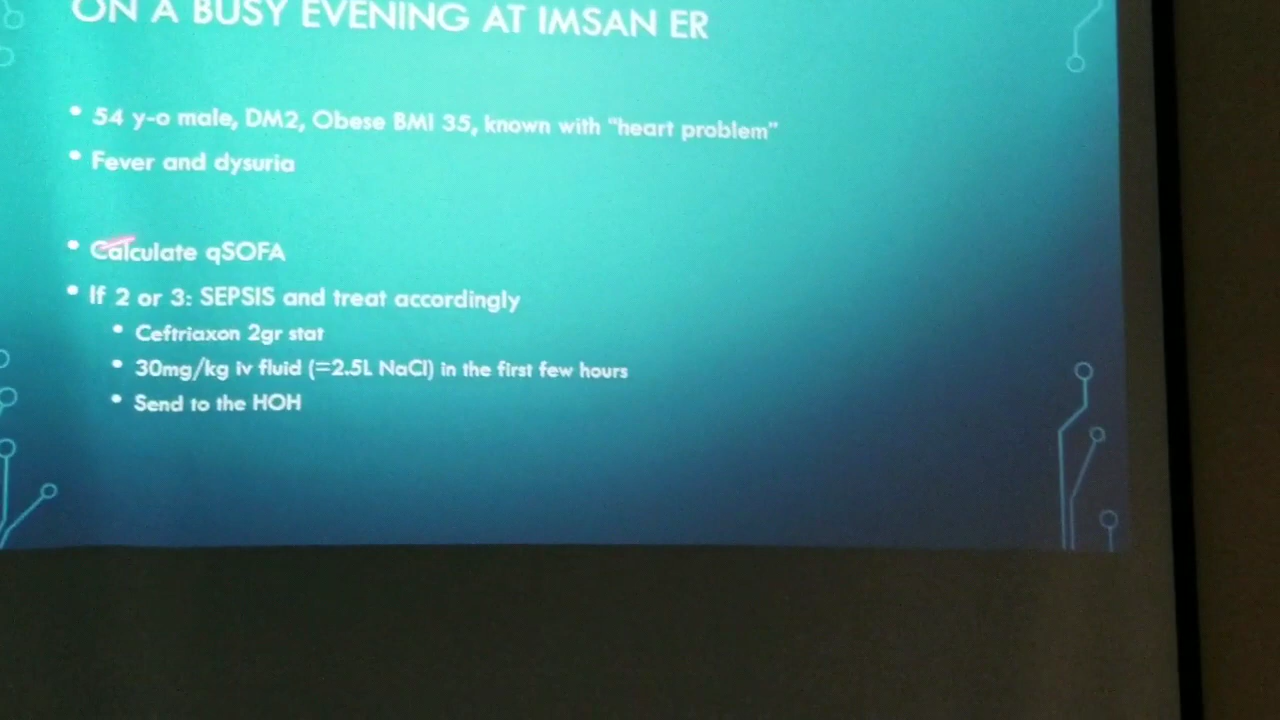 ON A BUSY EVENING AT IMSAN ER
• 54 y-o male, DM2, Obese BMI 35, known with "heart problem"
• Fever and dysuria
• Calculate qSOFA
• If 2 or 3: SEPSIS and treat accordingly
• Ceftriaxon 2gr stat
• 30mg/kg iv fluid (=2.5L NaCl) in the first few hours
• Send to the HOH